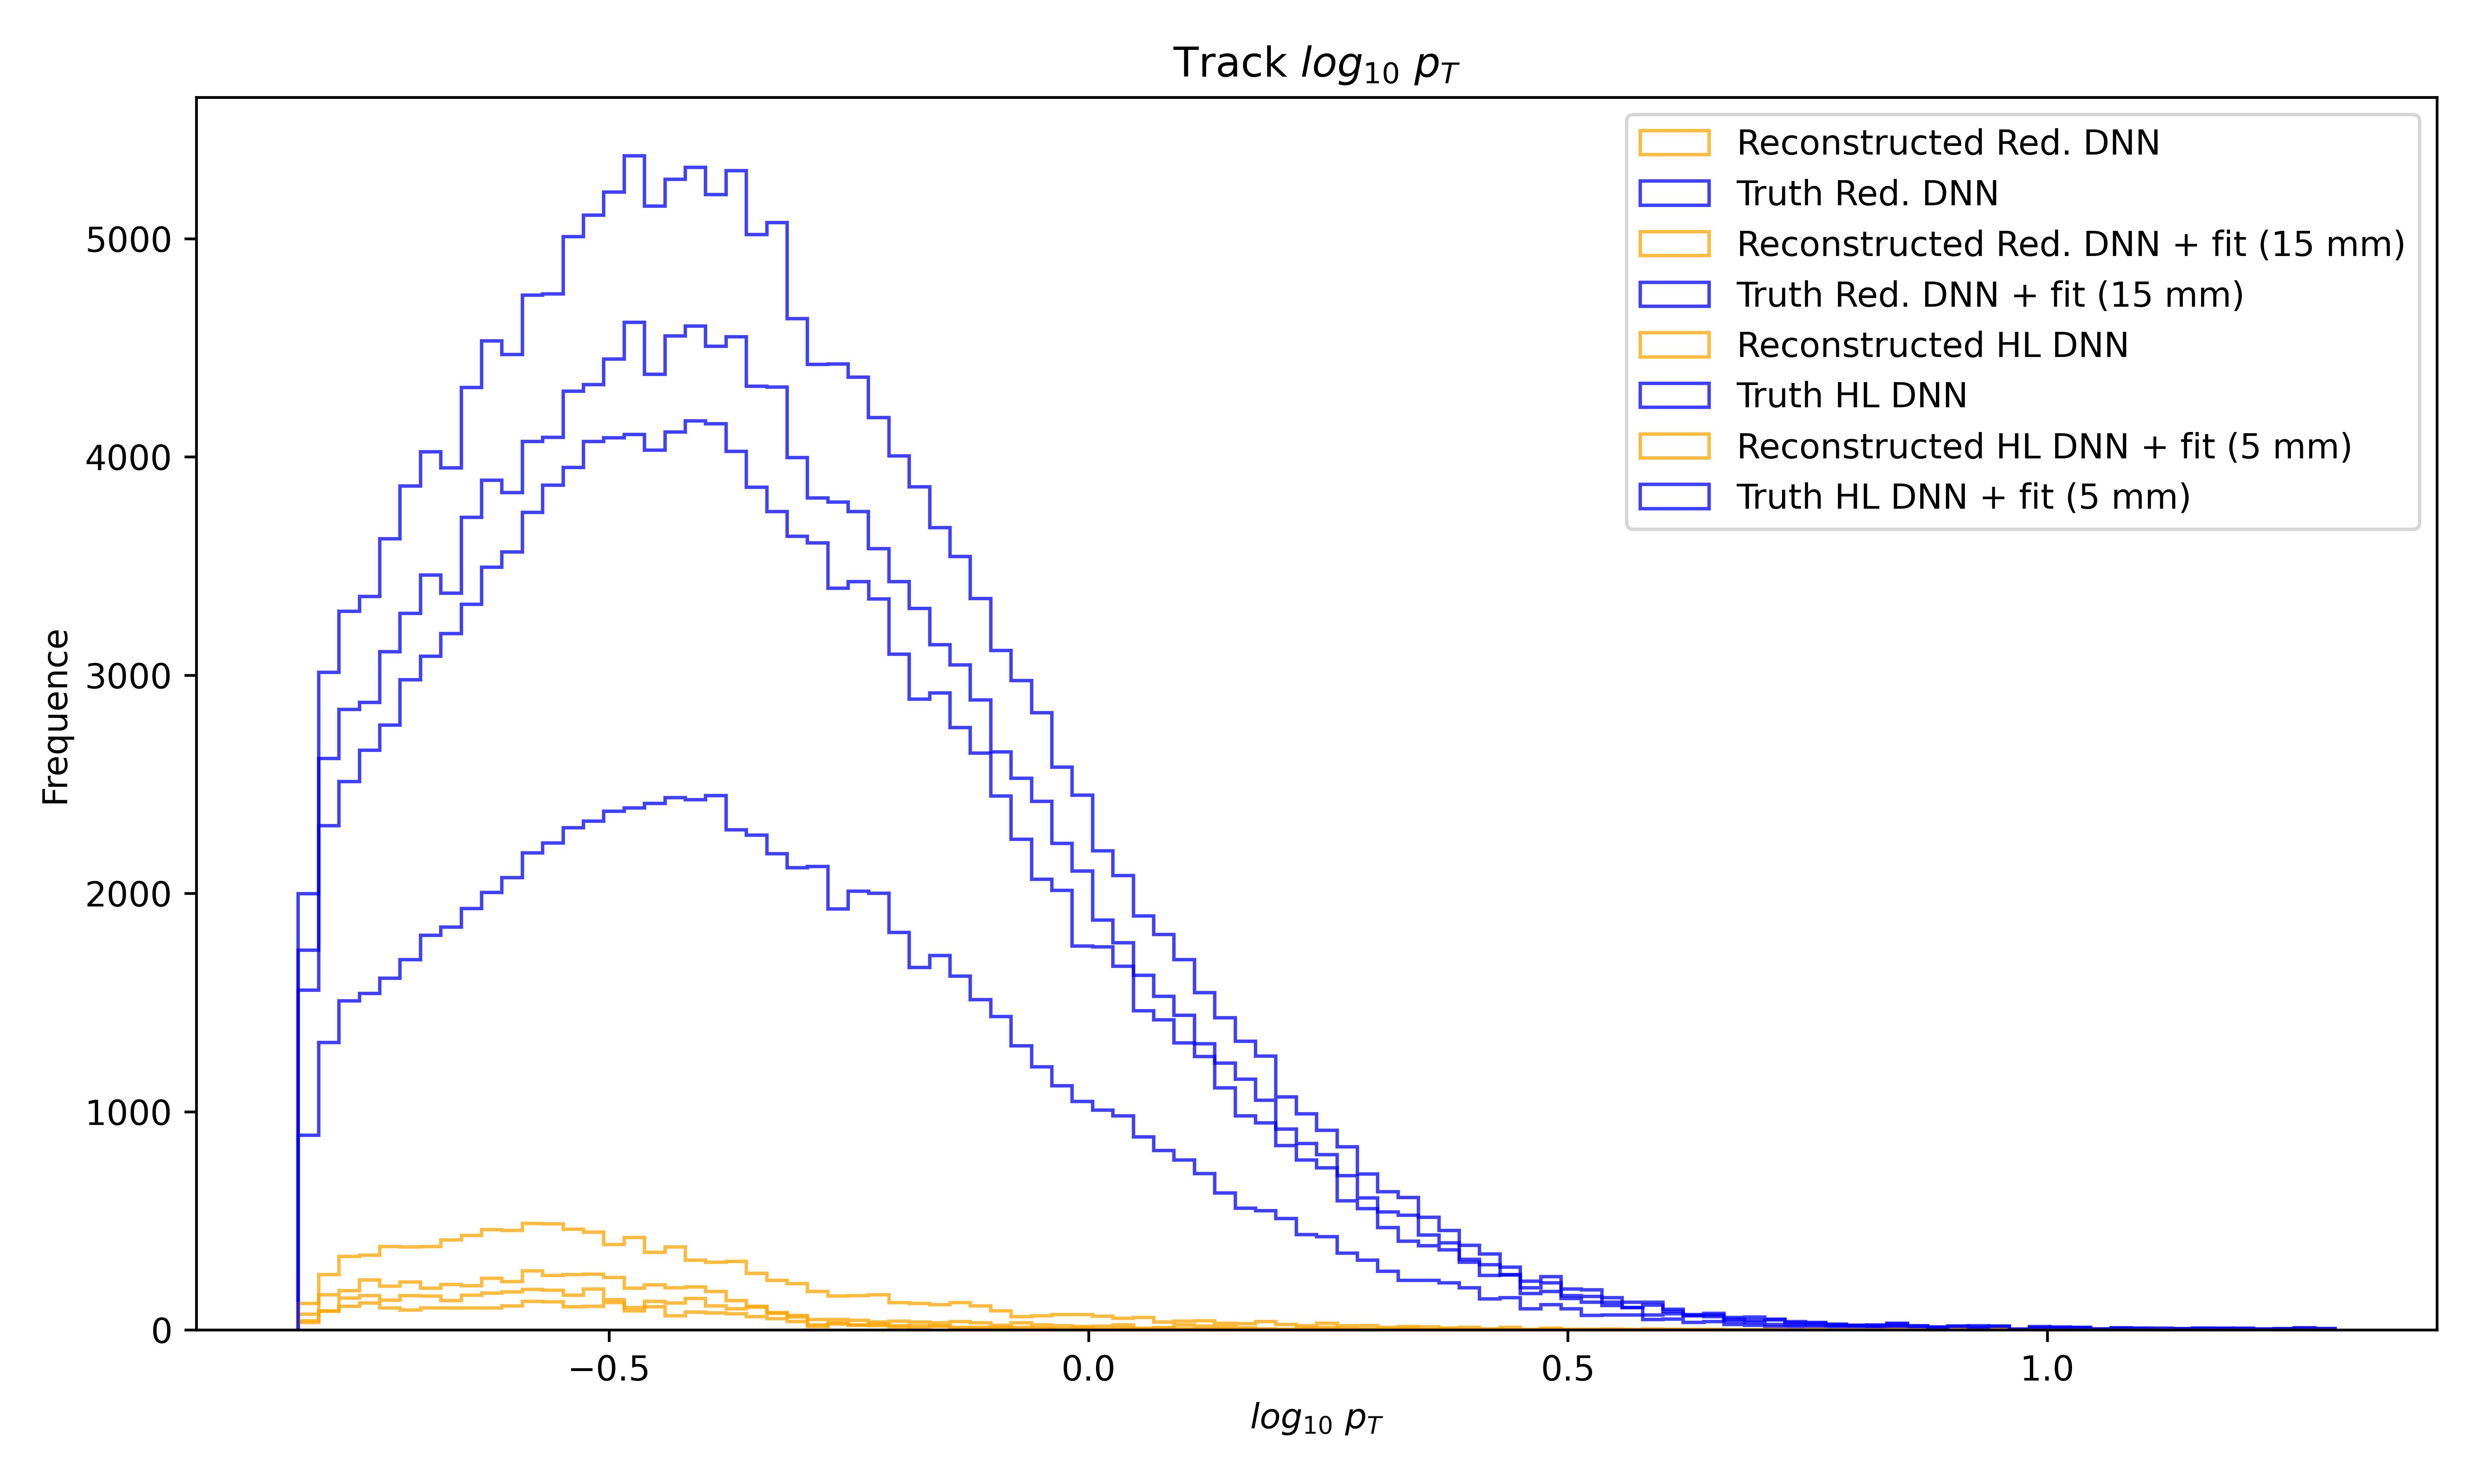 Track log10 pT
Reconstructed Red. DNN
Truth Red. DNN
Reconstructed Red. DNN + fit (15 mm)
Truth Red. DNN + fit (15 mm)
Reconstructed HL DNN
Truth HL DNN
Reconstructed HL DNN + fit (5 mm)
Truth HL DNN + fit (5 mm)
Frequence
5000
4000
3000
2000
1000
0
−0.5 0.0 0.5 1.0
log10 pT